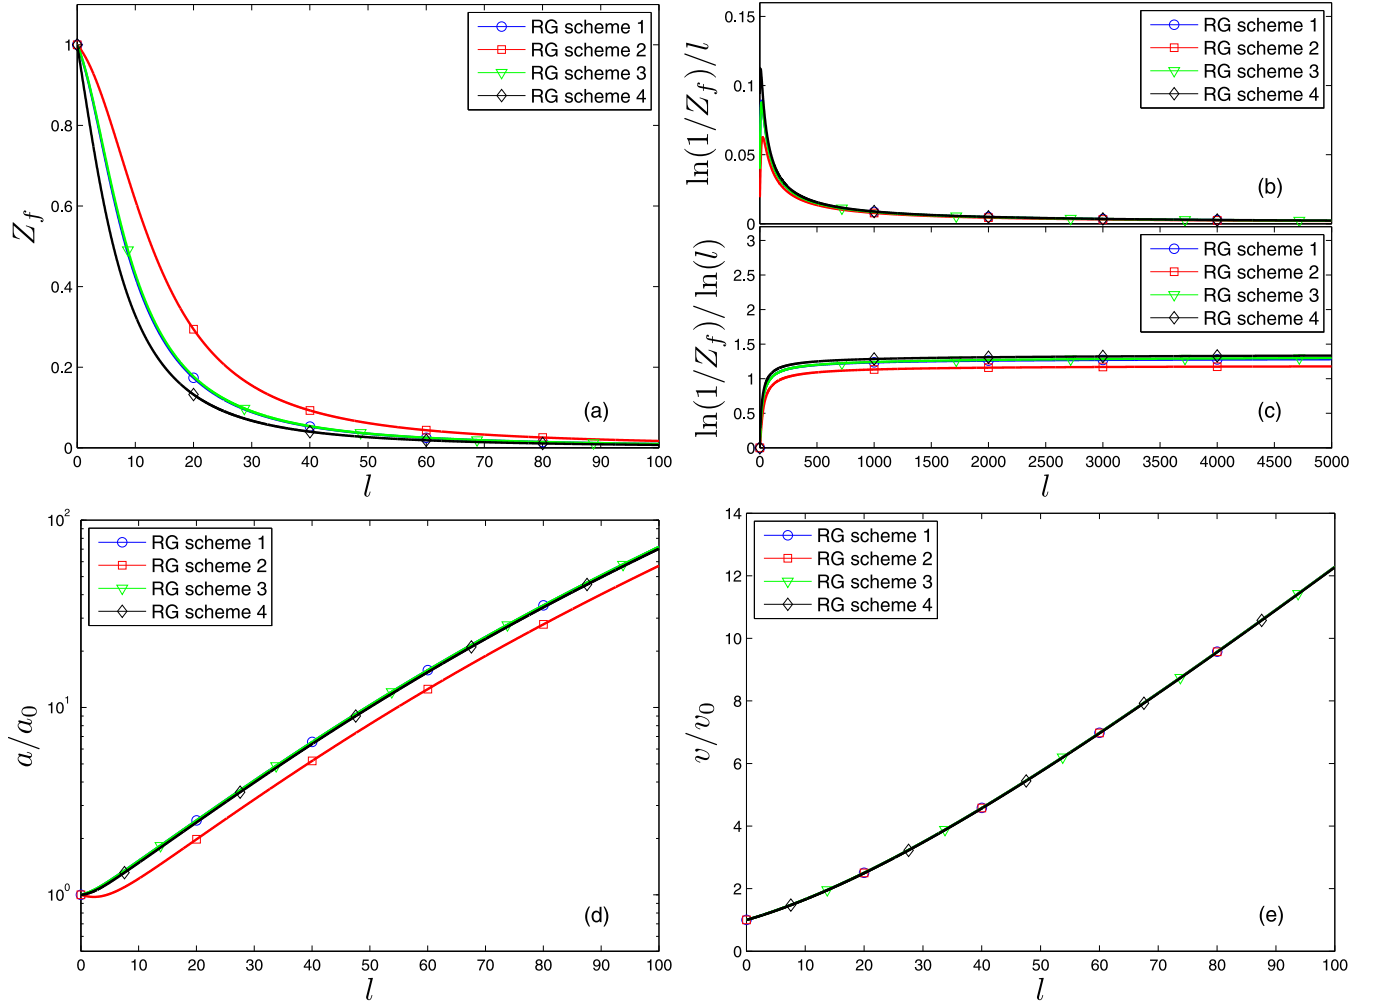 RG scheme 1
RG scheme 2
RG scheme 3
RG scheme 4
1
0.8
0.6
0.4
0.2
0
Z_f
(a)
0 10 20 30 40 50 60 70 80 90 100
l
RG scheme 1
RG scheme 2
RG scheme 3
RG scheme 4
0.15
0.1
0.05
0
ln(1/Z_f)/l
(b)
RG scheme 1
RG scheme 2
RG scheme 3
RG scheme 4
3
2.5
2
1.5
1
0.5
0
ln(1/Z_f)/ ln(l)
(c)
0 500 1000 1500 2000 2500 3000 3500 4000 4500 5000
l
RG scheme 1
RG scheme 2
RG scheme 3
RG scheme 4
10^2
10^1
10^0
a/a_0
(d)
0 10 20 30 40 50 60 70 80 90 100
l
RG scheme 1
RG scheme 2
RG scheme 3
RG scheme 4
14
12
10
8
6
4
2
0
v/v_0
(e)
0 10 20 30 40 50 60 70 80 90 100
l